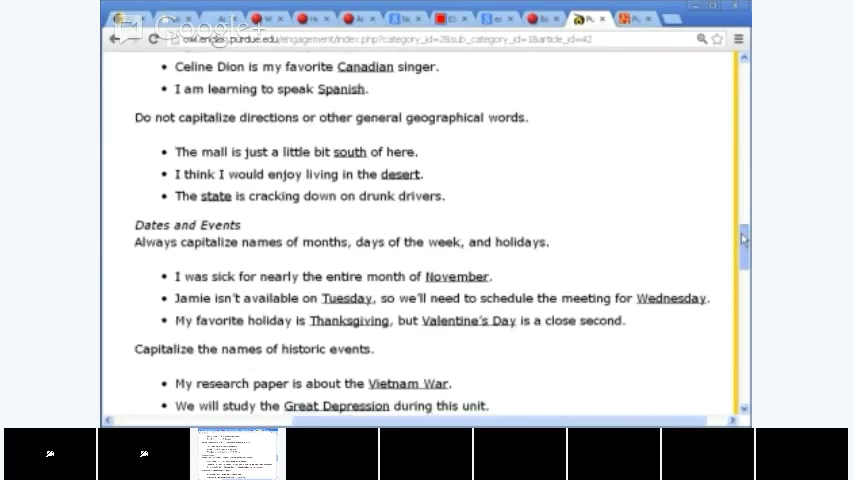 Google+
owl.english.purdue.edu/engagement/index.php?category_id=2&sub_category_id=1&article_id=42
• Celine Dion is my favorite Canadian singer.
• I am learning to speak Spanish.
Do not capitalize directions or other general geographical words.
• The mall is just a little bit south of here.
• I think I would enjoy living in the desert.
• The state is cracking down on drunk drivers.
Dates and Events
Always capitalize names of months, days of the week, and holidays.
• I was sick for nearly the entire month of November.
• Jamie isn't available on Tuesday, so we'll need to schedule the meeting for Wednesday.
• My favorite holiday is Thanksgiving, but Valentine's Day is a close second.
Capitalize the names of historic events.
• My research paper is about the Vietnam War.
• We will study the Great Depression during this unit.